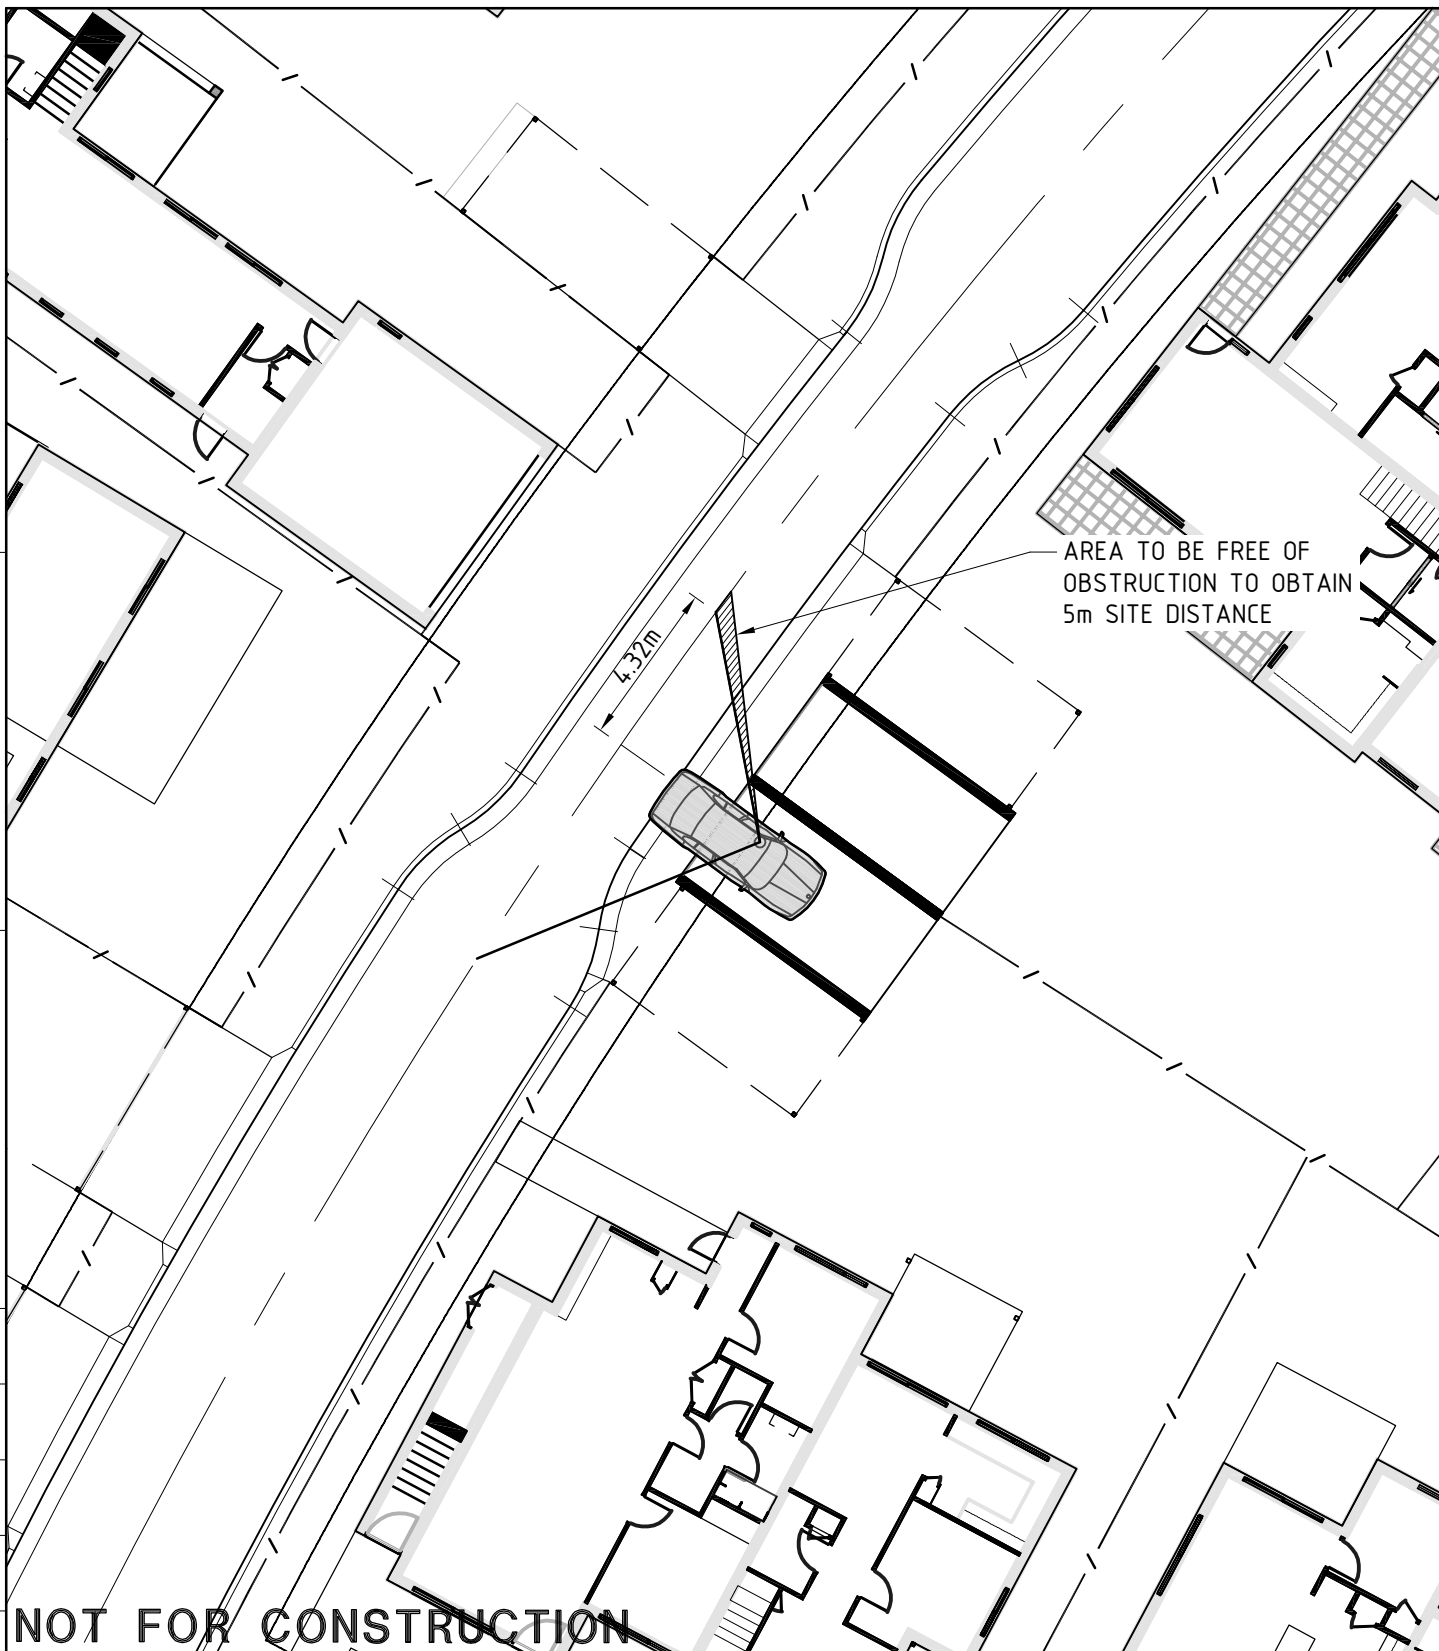 AREA TO BE FREE OF
OBSTRUCTION TO OBTAIN
5m SITE DISTANCE
4.32m
NOT FOR CONSTRUCTION